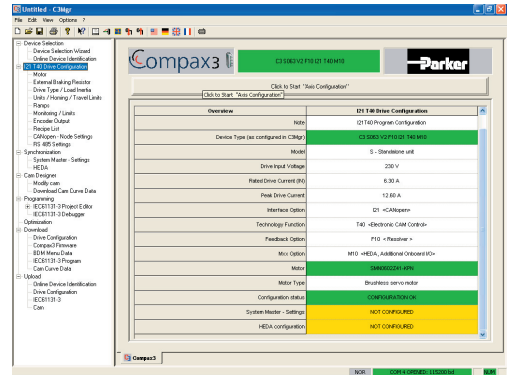 Untitled - C3Mgr
File Edit View Options ?
Device Selection
Device Selection Wizard
Online Device Identification
I21 T40 Drive - Configuration
Motor
External Braking Resistor
Drive Type / Load Inertia
Units / Homing / Travel Limits
Ramps
Monitoring / Limits
Encoder Output
Recipe List
CANopen - Node Settings
RS 485 Settings
Synchronization
System Master - Settings
HEDA
Cam Designer
Modify cam
Download Cam Curve Data
Programming
IEC61131-3 Project Editor
IEC61131-3 Debugger
Optimization
Download
Drive Configuration
Compax3 Firmware
BDM Menu Data
IEC61131-3 Program
Cam Curve Data
Upload
Online Device Identification
Drive Configuration
IEC61131-3
Cam
Compax3
C3 S063 V2 F10 I21 T40 M10
Parker
Click to Start "Axis Configuration"
Click to Start "Axis Configuration"
Overview I21 T40 Drive Configuration
Note I21T40 Program Configuration
Device Type (as configured in C3Mgr) C3 S063 V2 F10 I21 T40 M10
Model S - Standalone unit
Drive Input Voltage 230 V
Rated Drive Current (IN) 6.30 A
Peak Drive Current 12.60 A
Interface Option I21 <CANopen>
Technology Function T40 <Electronic CAM Control>
Feedback Option F10 < Resolver >
Mxx Option M10 <HEDA, Additional Onboard I/O>
Motor SMN0602Z41-KPN
Motor Type Brushless servo motor
Configuration status CONFIGURATION OK
System Master - Settings NOT CONFIGURED
HEDA configuration NOT CONFIGURED
Compax3
NOR COM 4 OPENED: 115200 bd NUM